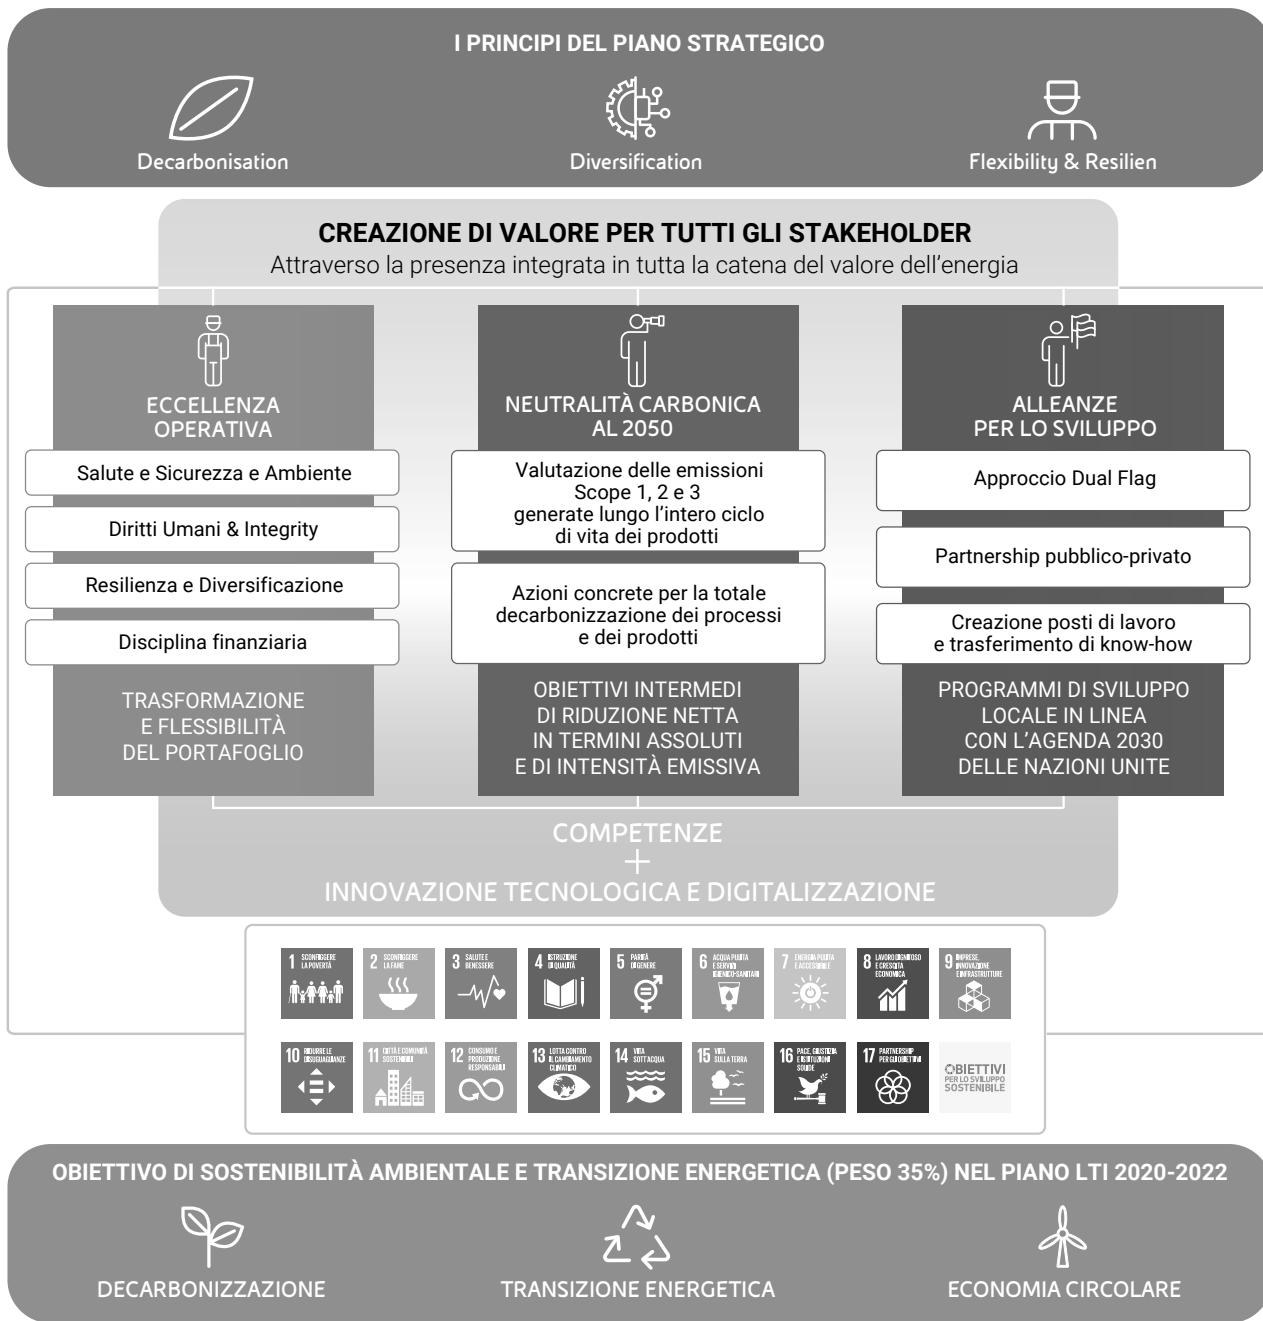 I PRINCIPI DEL PIANO STRATEGICO
Decarbonisation
Diversification
Flexibility & Resilien
CREAZIONE DI VALORE PER TUTTI GLI STAKEHOLDER
Attraverso la presenza integrata in tutta la catena del valore dell’energia
ECCELLENZA
OPERATIVA
Salute e Sicurezza e Ambiente
Diritti Umani & Integrity
Resilienza e Diversificazione
Disciplina finanziaria
TRASFORMAZIONE
E FLESSIBILITÀ
DEL PORTAFOGLIO
NEUTRALITÀ CARBONICA
AL 2050
Valutazione delle emissioni
Scope 1, 2 e 3
generate lungo l’intero ciclo
di vita dei prodotti
Azioni concrete per la totale
decarbonizzazione dei processi
e dei prodotti
OBIETTIVI INTERMEDI
DI RIDUZIONE NETTA
IN TERMINI ASSOLUTI
E DI INTENSITÀ EMISSIVA
ALLEANZE
PER LO SVILUPPO
Approccio Dual Flag
Partnership pubblico-privato
Creazione posti di lavoro
e trasferimento di know-how
PROGRAMMI DI SVILUPPO
LOCALE IN LINEA
CON L’AGENDA 2030
DELLE NAZIONI UNITE
COMPETENZE
+
INNOVAZIONE TECNOLOGICA E DIGITALIZZAZIONE
1 SCONFIGGERE
LA POVERTÀ
2 SCONFIGGERE
LA FAME
3 SALUTE E
BENESSERE
4 ISTRUZIONE
DI QUALITÀ
5 PARITÀ
DI GENERE
6 ACQUA PULITA
E SERVIZI
IGIENICO-SANITARI
7 ENERGIA PULITA
E ACCESSIBILE
8 LAVORO DIGNITOSO
E CRESCITA
ECONOMICA
9 IMPRESE,
INNOVAZIONE
E INFRASTRUTTURE
10 RIDURRE LE
DISUGUAGLIANZE
11 CITTÀ E COMUNITÀ
SOSTENIBILI
12 CONSUMO E
PRODUZIONE
RESPONSABILI
13 LOTTA CONTRO
IL CAMBIAMENTO
CLIMATICO
14 VITA
SOTT'ACQUA
15 VITA
SULLA TERRA
16 PACE, GIUSTIZIA
E ISTITUZIONI
SOLIDE
17 PARTNERSHIP
PER GLI OBIETTIVI
OBIETTIVI
PER LO SVILUPPO
SOSTENIBILE
OBIETTIVO DI SOSTENIBILITÀ AMBIENTALE E TRANSIZIONE ENERGETICA (PESO 35%) NEL PIANO LTI 2020-2022
DECARBONIZZAZIONE
TRANSIZIONE ENERGETICA
ECONOMIA CIRCOLARE